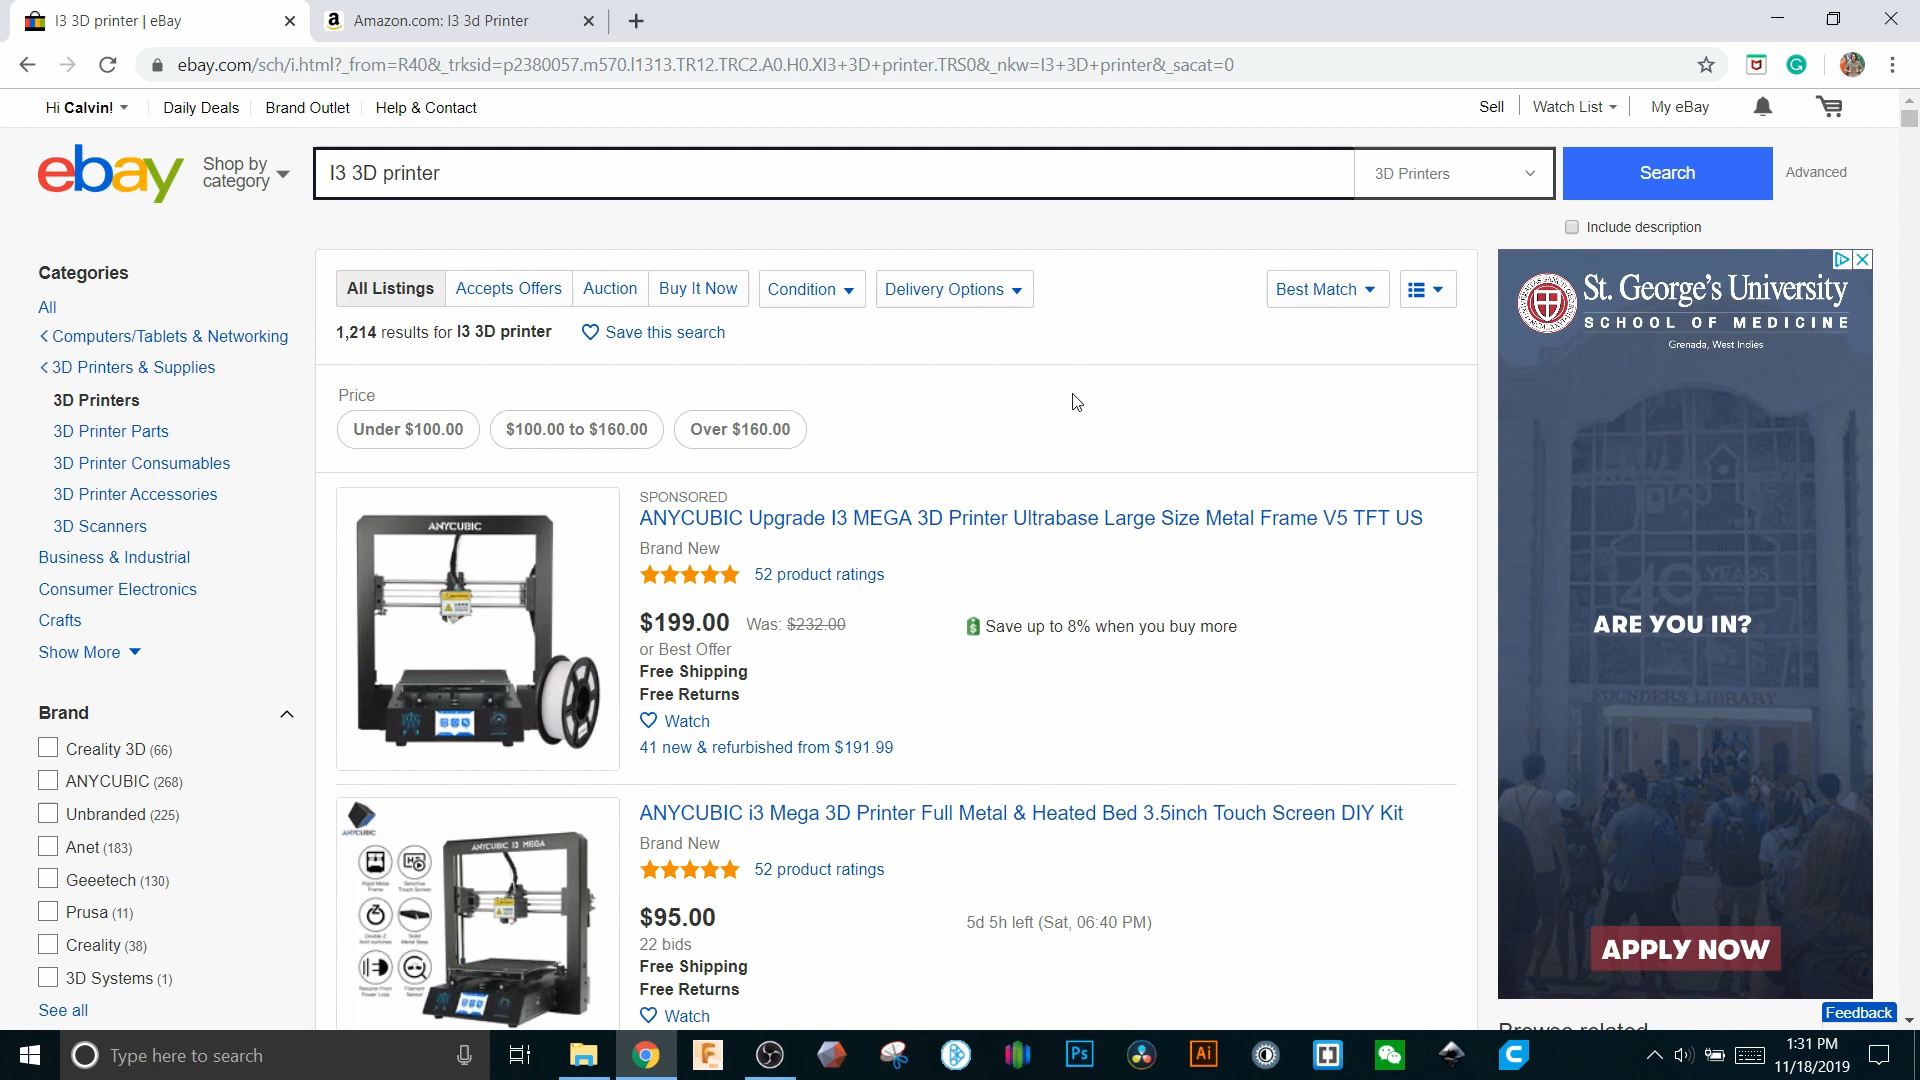 I3 3D printer | eBay
Amazon.com: I3 3d Printer
ebay.com/sch/i.html?_from=R40&_trksid=p2380057.m570.l1313.TR12.TRC2.A0.H0.XI3+3D+printer.TRS0&_nkw=I3+3D+printer&_sacat=0
Hi Calvin!
Daily Deals
Brand Outlet
Help & Contact
Sell
Watch List
My eBay
ebay
Shop by
category
I3 3D printer
3D Printers
Search
Advanced
Include description
Categories
All
Computers/Tablets & Networking
3D Printers & Supplies
3D Printers
3D Printer Parts
3D Printer Consumables
3D Printer Accessories
3D Scanners
Business & Industrial
Consumer Electronics
Crafts
Show More
Brand
Creality 3D (66)
ANYCUBIC (268)
Unbranded (225)
Anet (183)
Geeetech (130)
Prusa (11)
Creality (38)
3D Systems (1)
See all
All Listings
Accepts Offers
Auction
Buy It Now
Condition
Delivery Options
Best Match
1,214 results for I3 3D printer
Save this search
Price
Under $100.00
$100.00 to $160.00
Over $160.00
ANYCUBIC
SPONSORED
ANYCUBIC Upgrade I3 MEGA 3D Printer Ultrabase Large Size Metal Frame V5 TFT US
Brand New
52 product ratings
$199.00 Was: $232.00
Save up to 8% when you buy more
or Best Offer
Free Shipping
Free Returns
Watch
41 new & refurbished from $191.99
ANYCUBIC
ANYCUBIC I3 MEGA
ANYCUBIC i3 Mega 3D Printer Full Metal & Heated Bed 3.5inch Touch Screen DIY Kit
Brand New
52 product ratings
$95.00
5d 5h left (Sat, 06:40 PM)
22 bids
Free Shipping
Free Returns
Watch
St. George's University
SCHOOL OF MEDICINE
Grenada, West Indies
40 YEARS
ARE YOU IN?
FOUNDERS LIBRARY
APPLY NOW
Feedback
Browse related
Type here to search
Ps
Ai
1:31 PM
11/18/2019